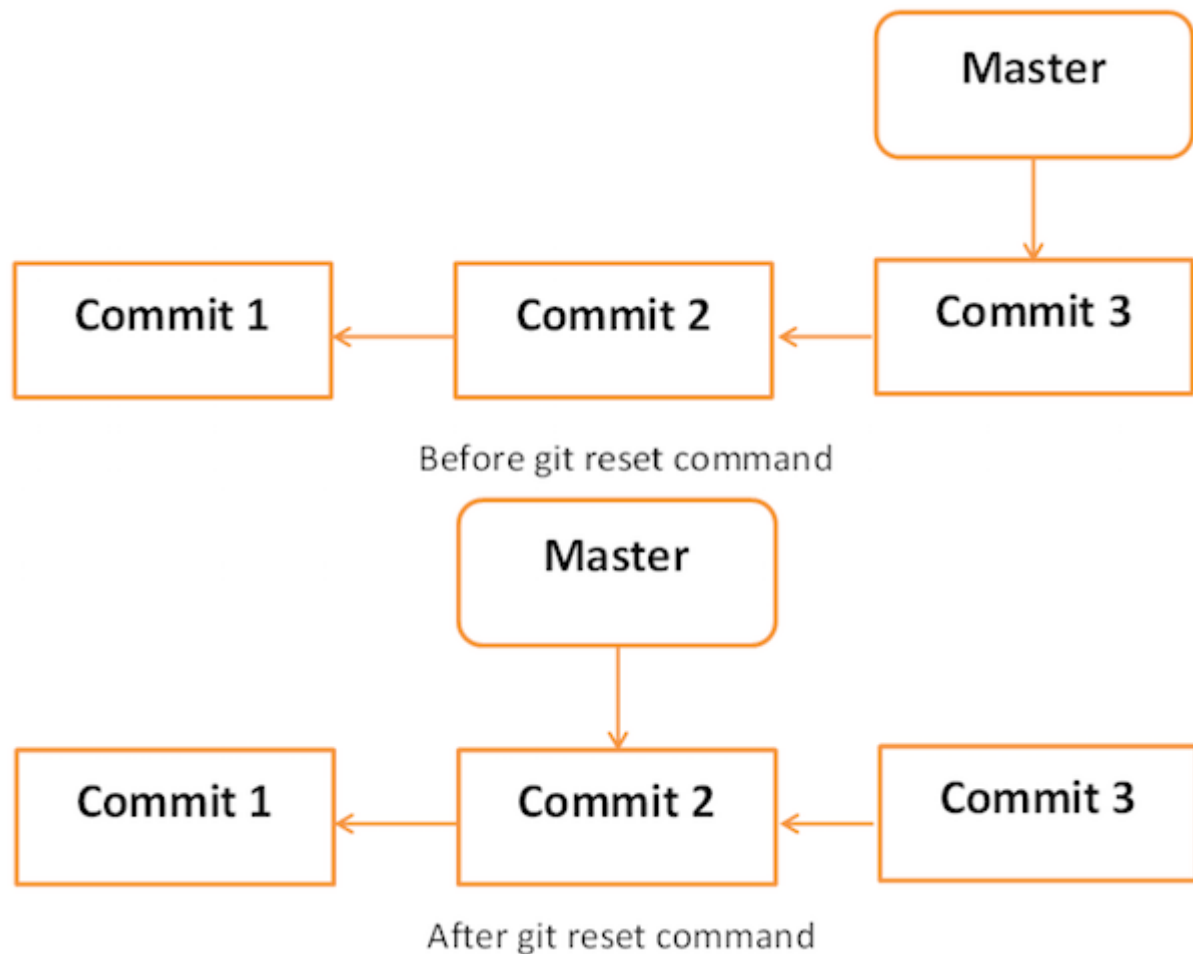 Master
Commit 1
Commit 2
Commit 3
Before git reset command
Master
Commit 1
Commit 2
Commit 3
After git reset command